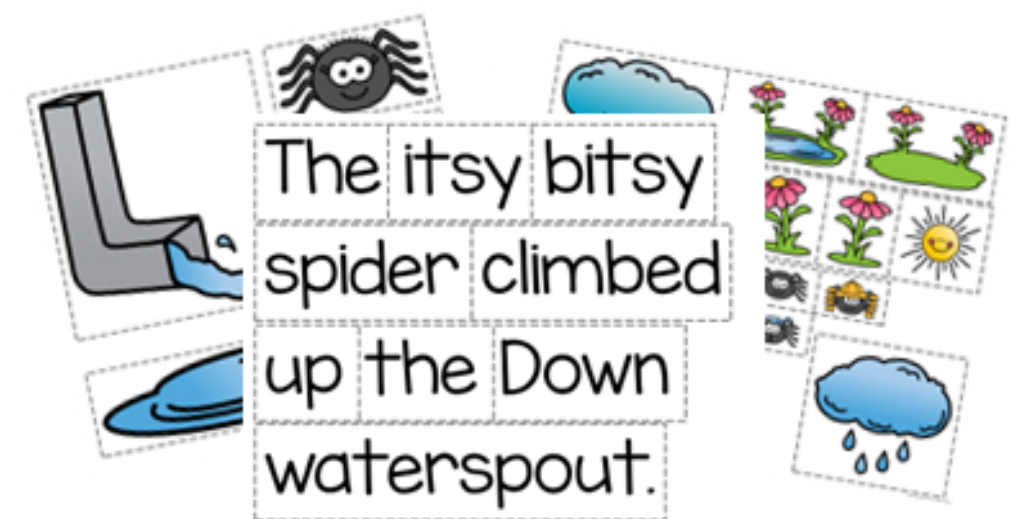 The itsy bitsy
spider climbed
up the Down
waterspout.